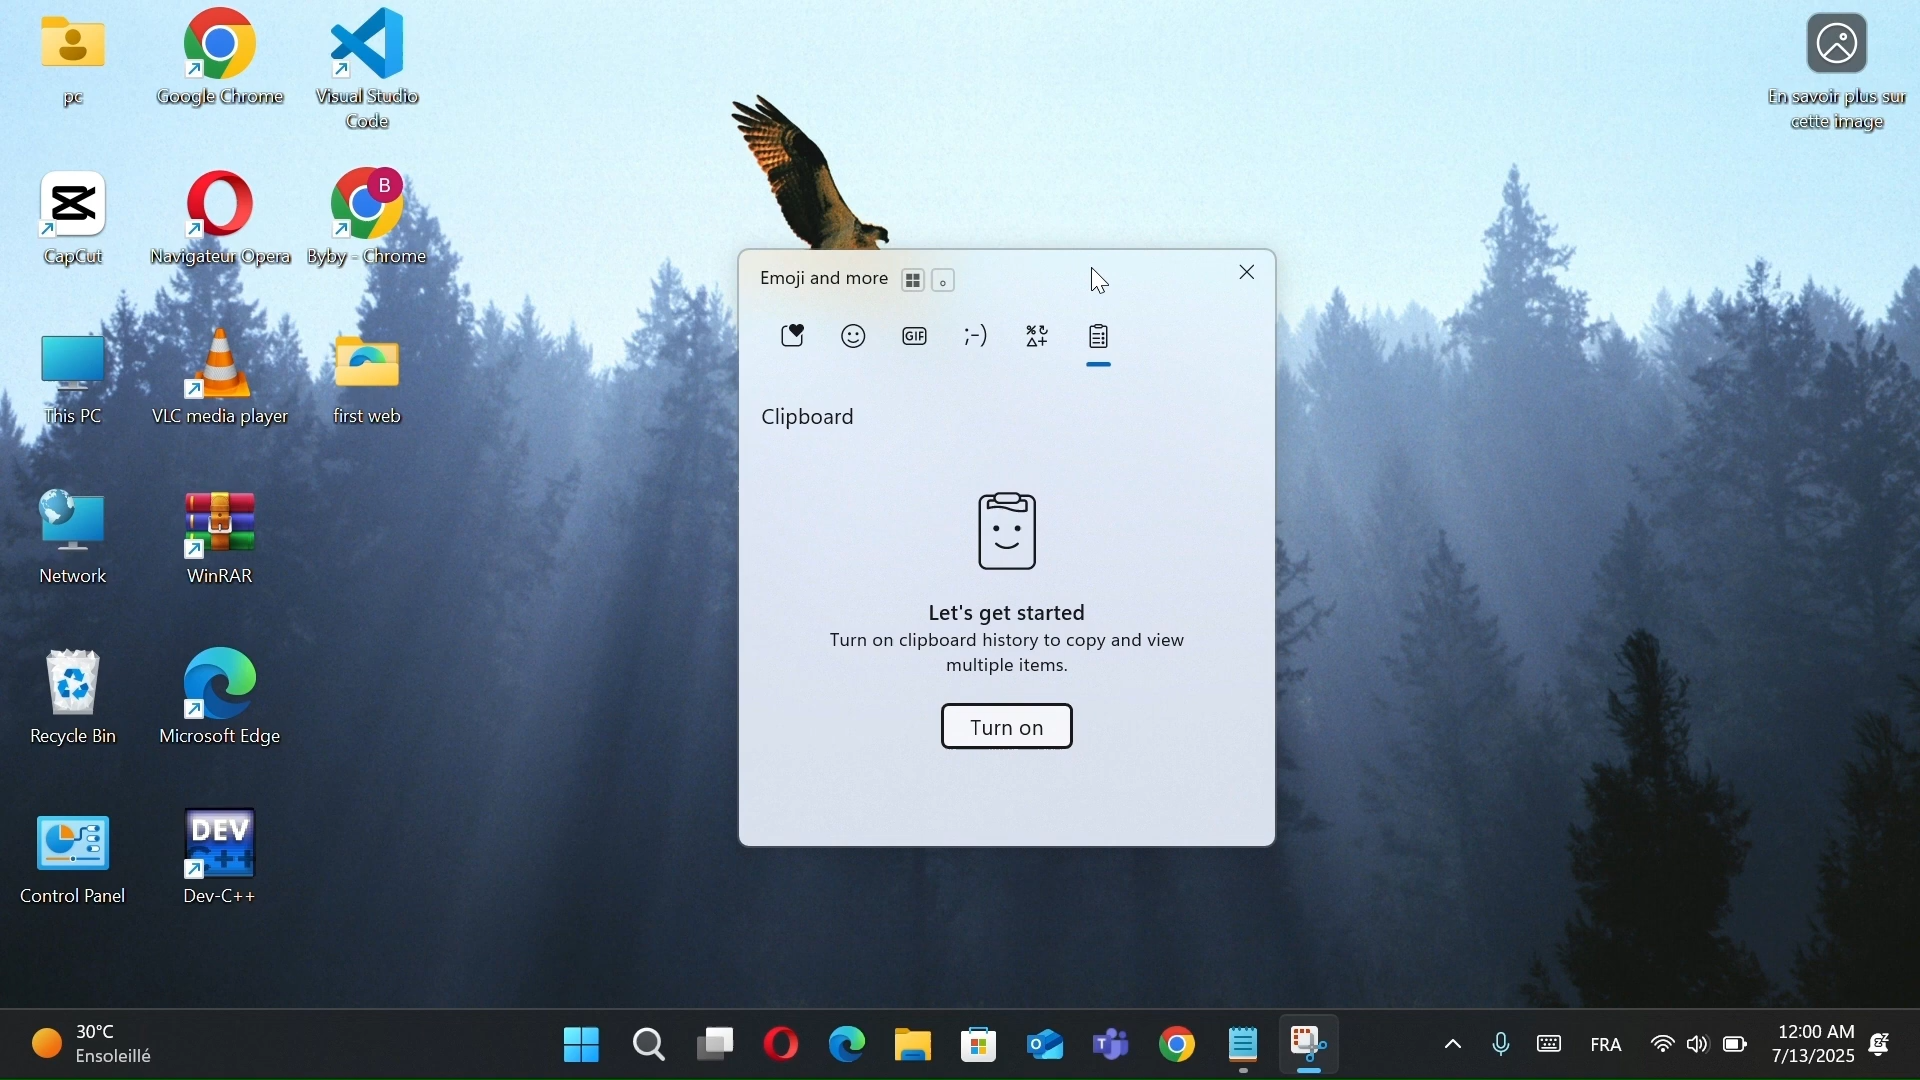 pc
Google Chrome
Visual Studio
Code
En savoir plus sur
cette image
CapCut
Navigateur Opera
B
Byby - Chrome
This PC
VLC media player
first web
Network
WinRAR
Recycle Bin
Microsoft Edge
Control Panel
DEV
C++
Dev-C++
Emoji and more
GIF
;-)
Clipboard
Let's get started
Turn on clipboard history to copy and view
multiple items.
Turn on
30°C
Ensoleillé
FRA
12:00 AM
7/13/2025